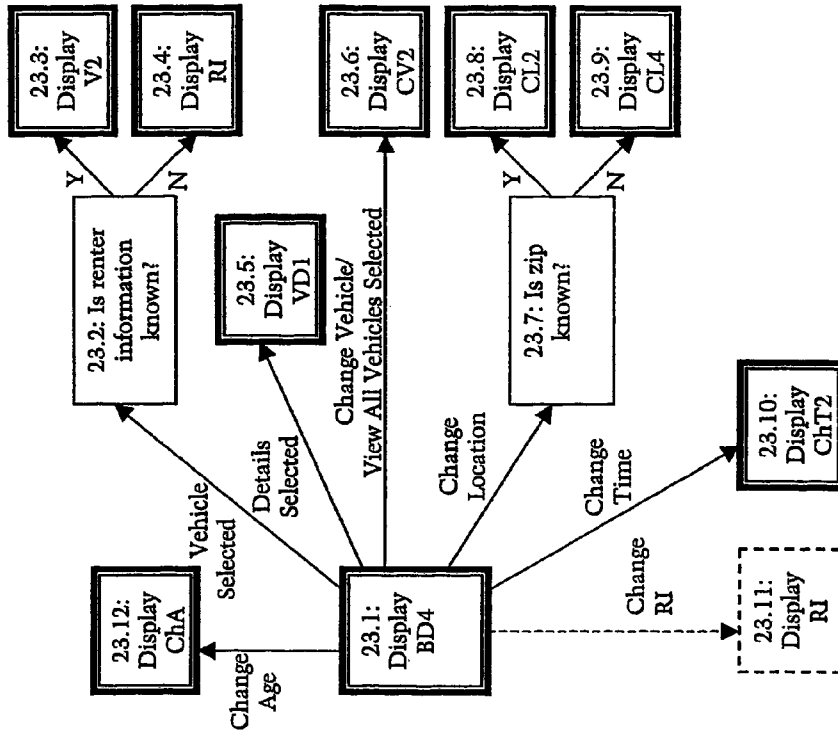 23.12:
Display
ChA
Change
Age
23.1:
Display
BD4
Vehicle
Selected
23.2: Is renter
information
known?
Y
N
23.3:
Display
V2
23.4:
Display
RI
Details
Selected
23.5:
Display
VD1
Change Vehicle/
View All Vehicles Selected
23.6:
Display
CV2
Change
Location
23.7: Is zip
known?
Y
N
23.8:
Display
CL2
23.9:
Display
CL4
Change
Time
23.10:
Display
ChT2
Change
RI
23.11:
Display
RI